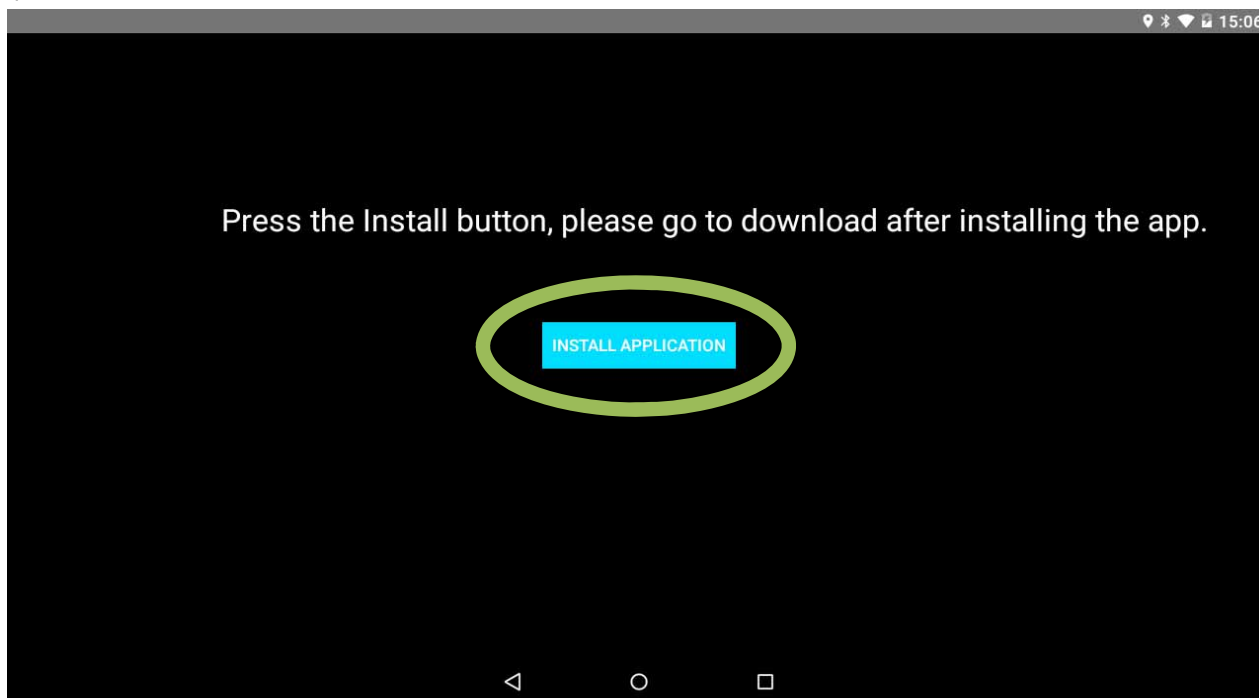 15:06
Press the Install button, please go to download after installing the app.
INSTALL APPLICATION